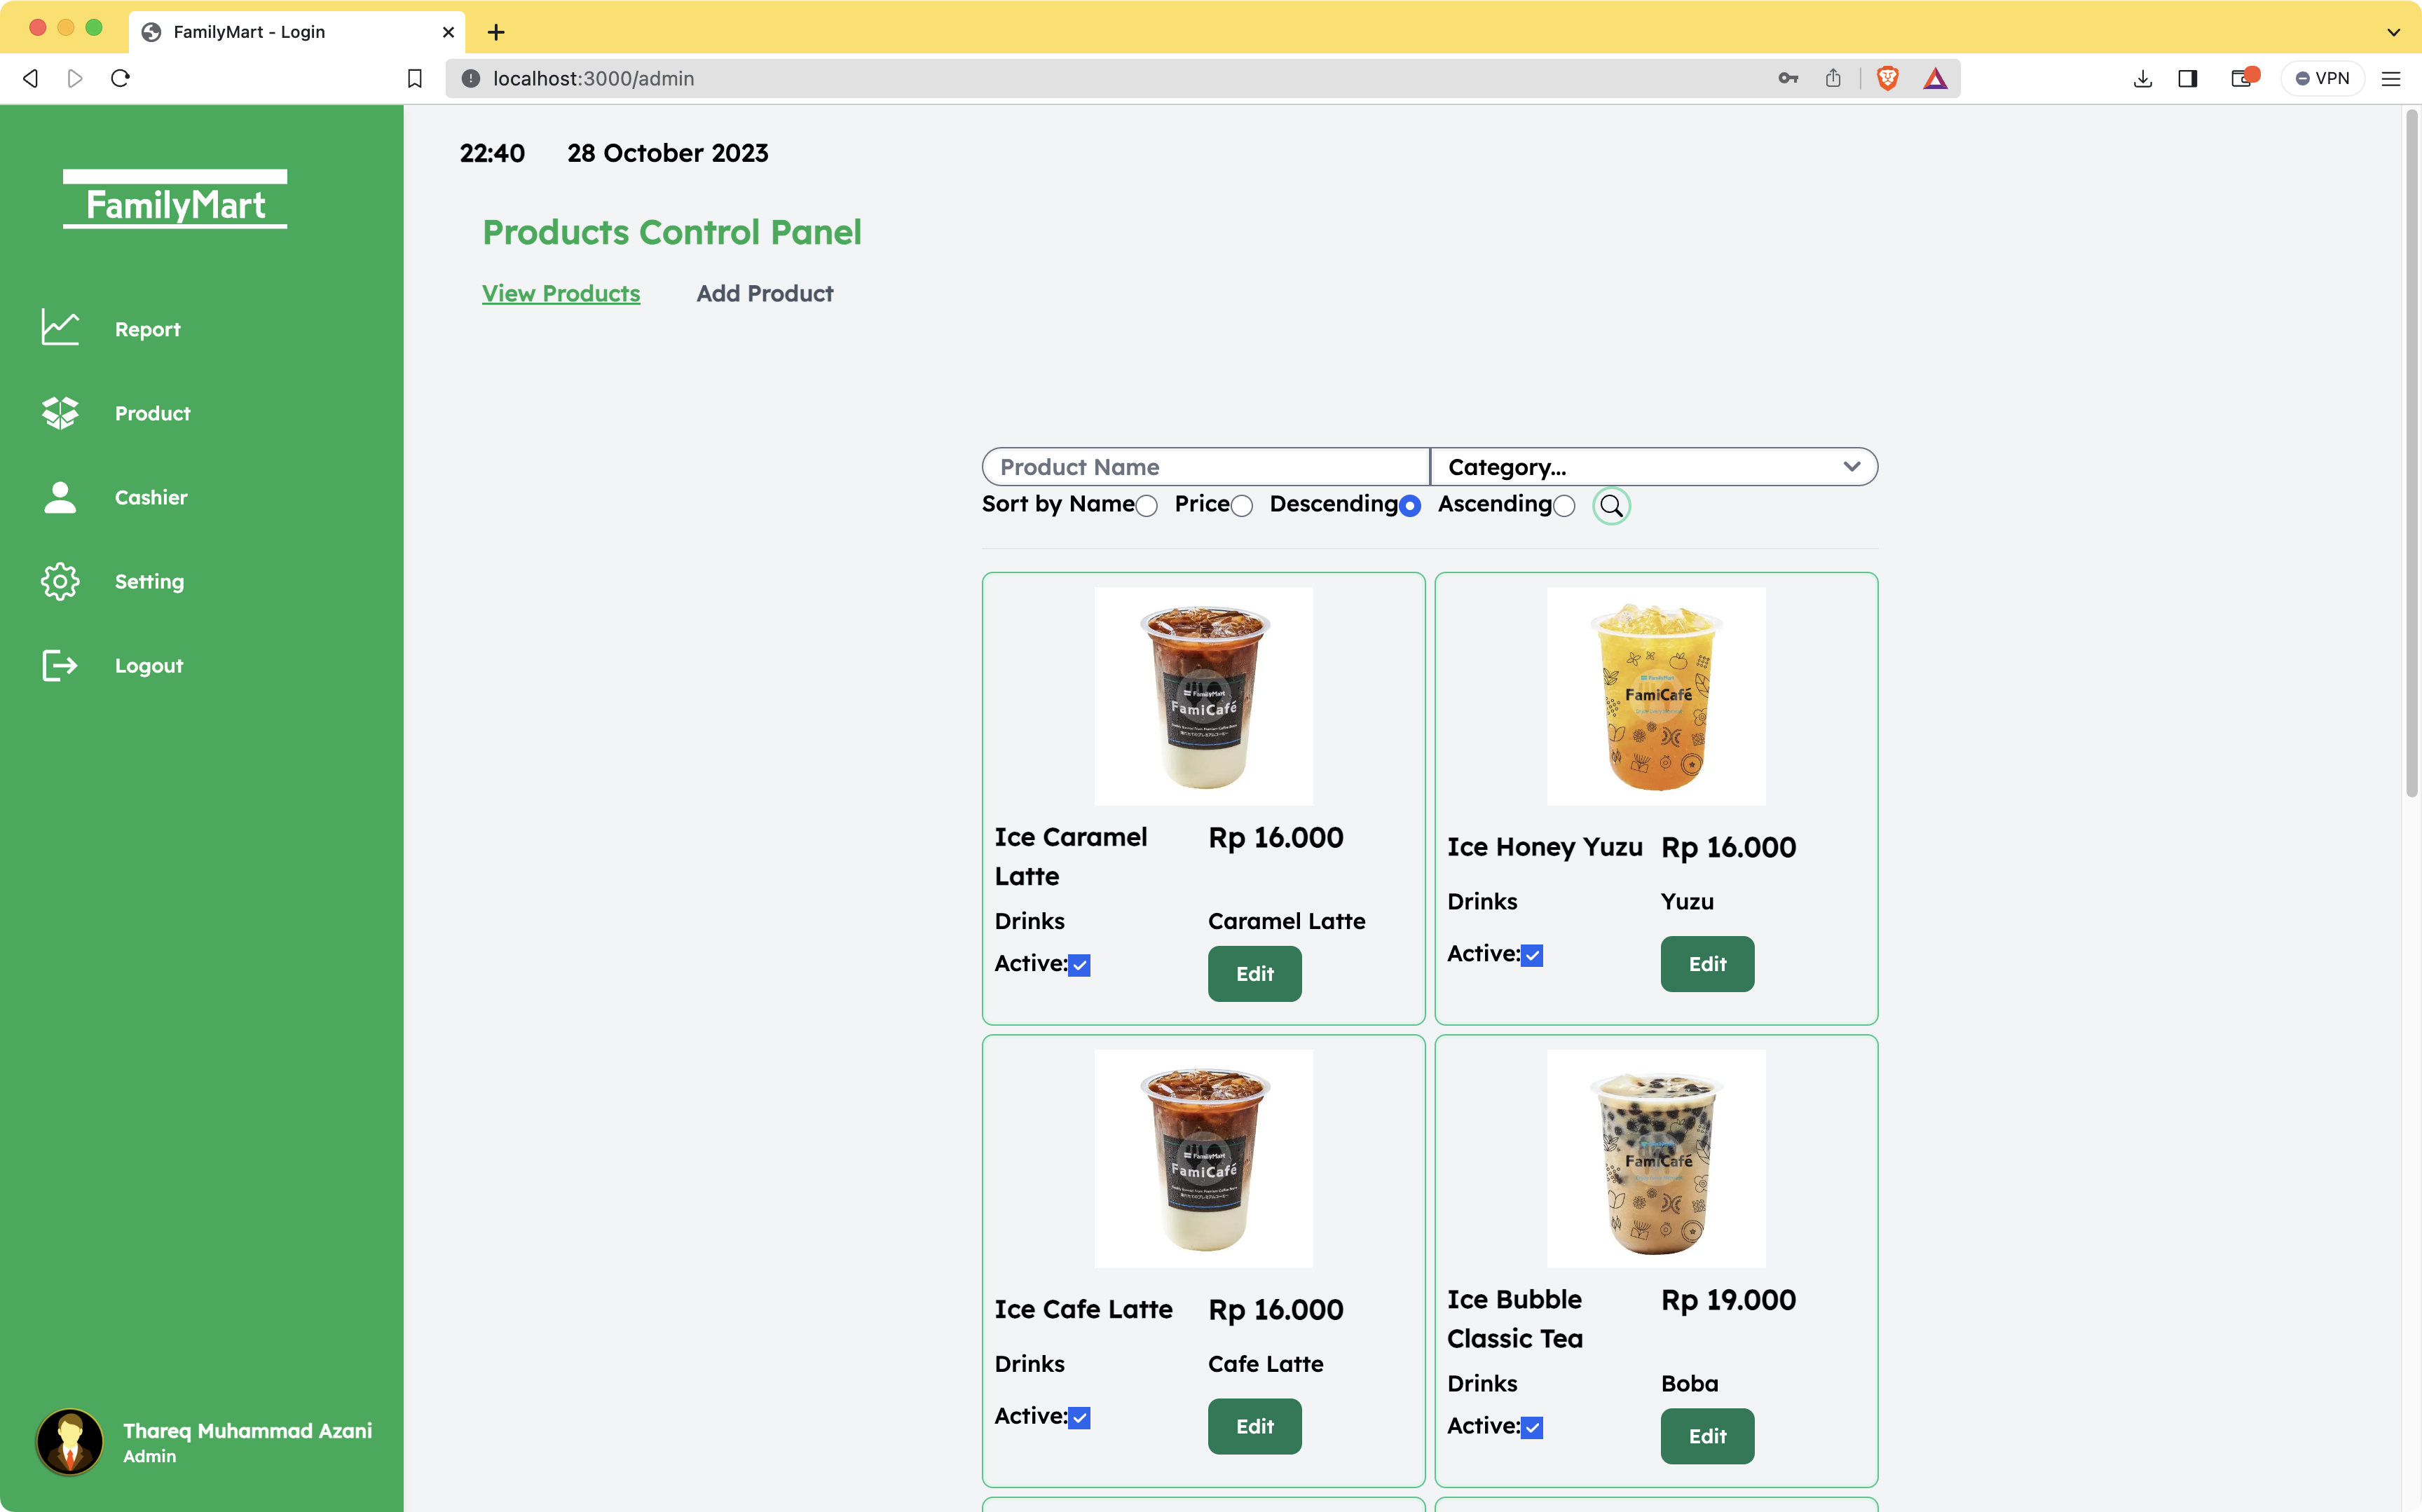 FamilyMart - Login
localhost:3000/admin
VPN
FamilyMart
Report
Product
Cashier
Setting
Logout
Thareq Muhammad Azani
Admin
22:40 28 October 2023
Products Control Panel
View Products Add Product
Product Name Category...
Sort by Name Price Descending Ascending
FamilyMart
FamiCafé
Ice Caramel
Latte
Rp 16.000
Drinks
Caramel Latte
Active:
Edit
FamilyMart
FamiCafé
Ice Honey Yuzu
Rp 16.000
Drinks
Yuzu
Active:
Edit
FamilyMart
FamiCafé
Ice Cafe Latte
Rp 16.000
Drinks
Cafe Latte
Active:
Edit
FamiCafé
Ice Bubble
Classic Tea
Rp 19.000
Drinks
Boba
Active:
Edit